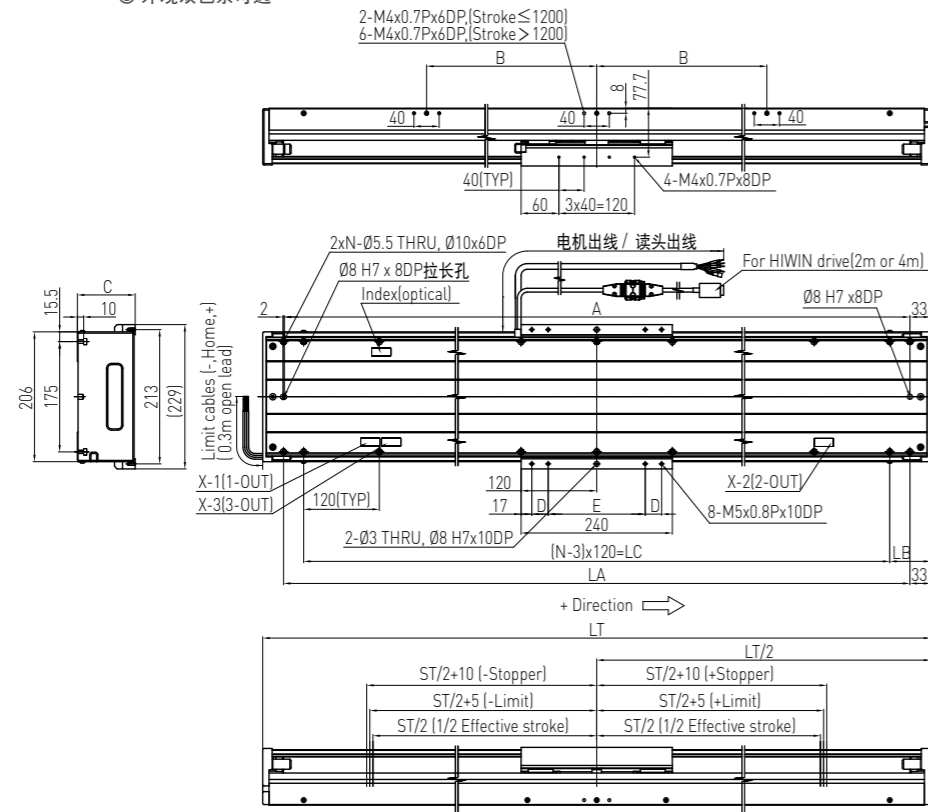 2-M4x0.7Px6DP,(Stroke≦1200)
6-M4x0.7Px6DP,(Stroke＞1200)
B
B
8
77.7
40
40
40
40(TYP)
60
3x40=120
4-M4x0.7Px8DP
2xN-Ø5.5 THRU, Ø10x6DP
电机出线 / 读头出线
Ø8 H7 x 8DP拉长孔
For HIWIN drive(2m or 4m)
Index(optical)
Ø8 H7 x8DP
C
10
15.5
2
A
33
206
175
213
(229)
Limit cables (-,Home,+)
(0.3m open lead)
X-1(1-OUT)
X-3(3-OUT)
120(TYP)
120
17
D
E
D
240
X-2(2-OUT)
8-M5x0.8Px10DP
2-Ø3 THRU, Ø8 H7x10DP
(N-3)x120=LC
LB
LA
33
+ Direction
LT
LT/2
ST/2+10 (-Stopper)
ST/2+10 (+Stopper)
ST/2+5 (-Limit)
ST/2+5 (+Limit)
ST/2 (1/2 Effective stroke)
ST/2 (1/2 Effective stroke)